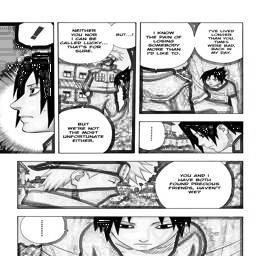 I'VE LIVED
LONGER
THAN YOU.
TIMES
WERE BAD,
BACK IN
MY DAY.
I KNOW
THE PAIN OF
LOSING
SOMEBODY
MORE THAN
I'D LIKE TO.
BUT...!
NEITHER
YOU NOR
I CAN BE
CALLED LUCKY...
THAT'S FOR
SURE.
BUT
WE'RE NOT
THE MOST
UNFORTUNATE
EITHER.
!
...
YOU AND I
HAVE BOTH
FOUND PRECIOUS
FRIENDS, HAVEN'T
WE?